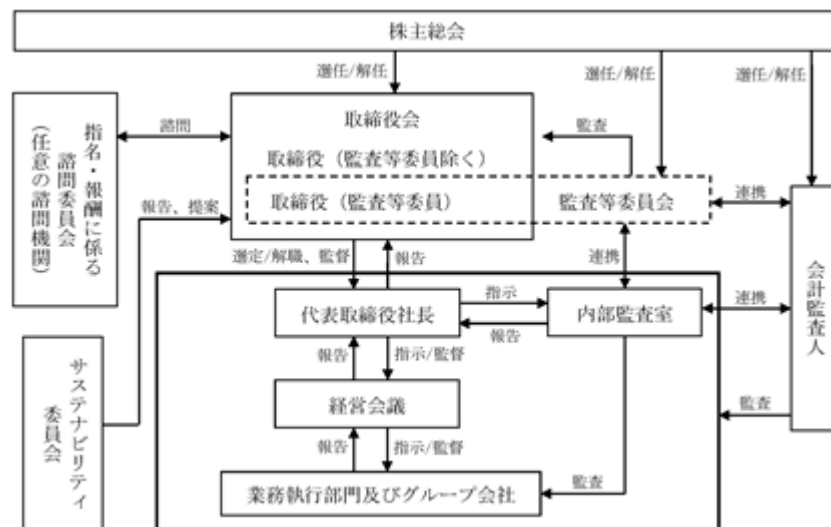 株主総会
選任/解任
選任/解任
選任/解任
指名・報酬に係る
諮問委員会
(任意の諮問機関)
諮問
取締役会
取締役（監査等委員除く）
監査
取締役（監査等委員）
監査等委員会
連携
報告、提案
選定/解職、監督
報告
連携
会計監査人
代表取締役社長
指示
報告
内部監査室
連携
サステナビリティ
委員会
報告
指示/監督
経営会議
監査
報告
指示/監督
監査
業務執行部門及びグループ会社